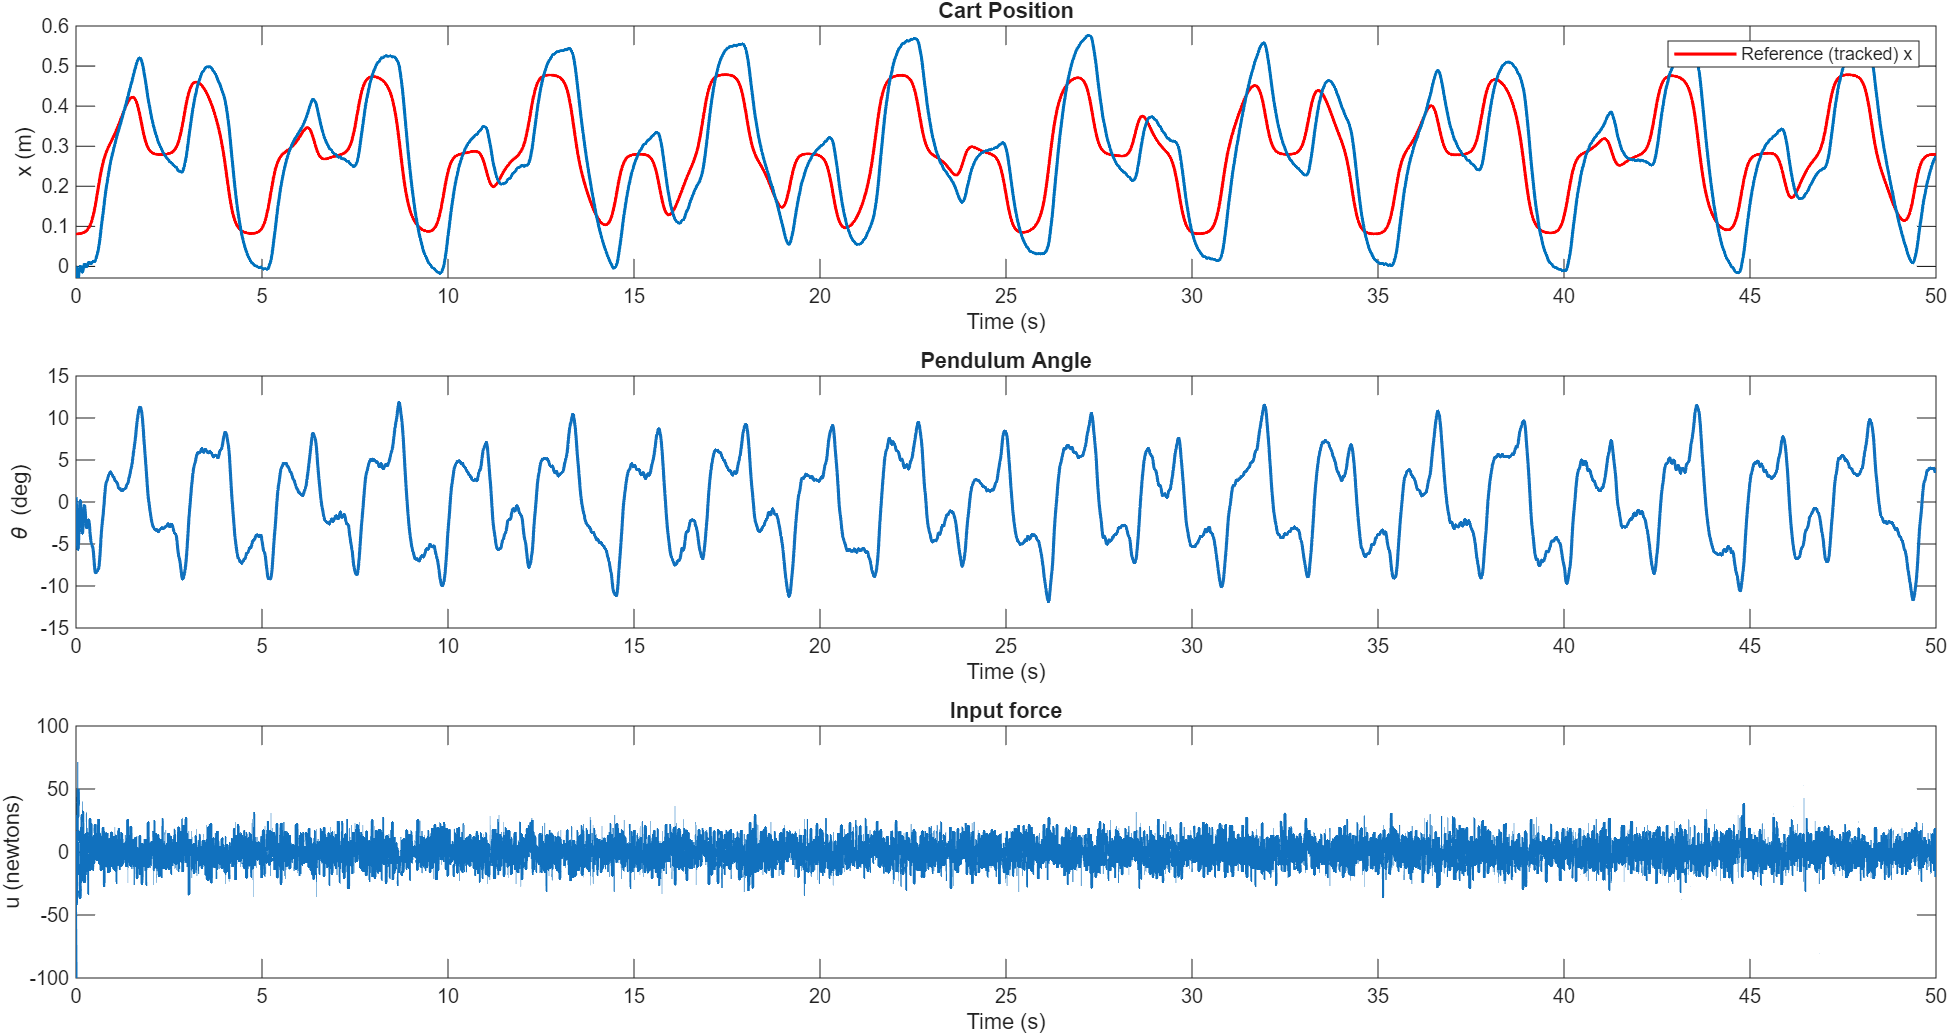 Cart Position
0.6
0.5
0.4
0.3
0.2
0.1
0
x (m)
Reference (tracked) x
0 5 10 15 20 25 30 35 40 45 50
Time (s)
Pendulum Angle
15
10
5
0
-5
-10
-15
θ (deg)
0 5 10 15 20 25 30 35 40 45 50
Time (s)
Input force
100
50
0
-50
-100
u (newtons)
0 5 10 15 20 25 30 35 40 45 50
Time (s)